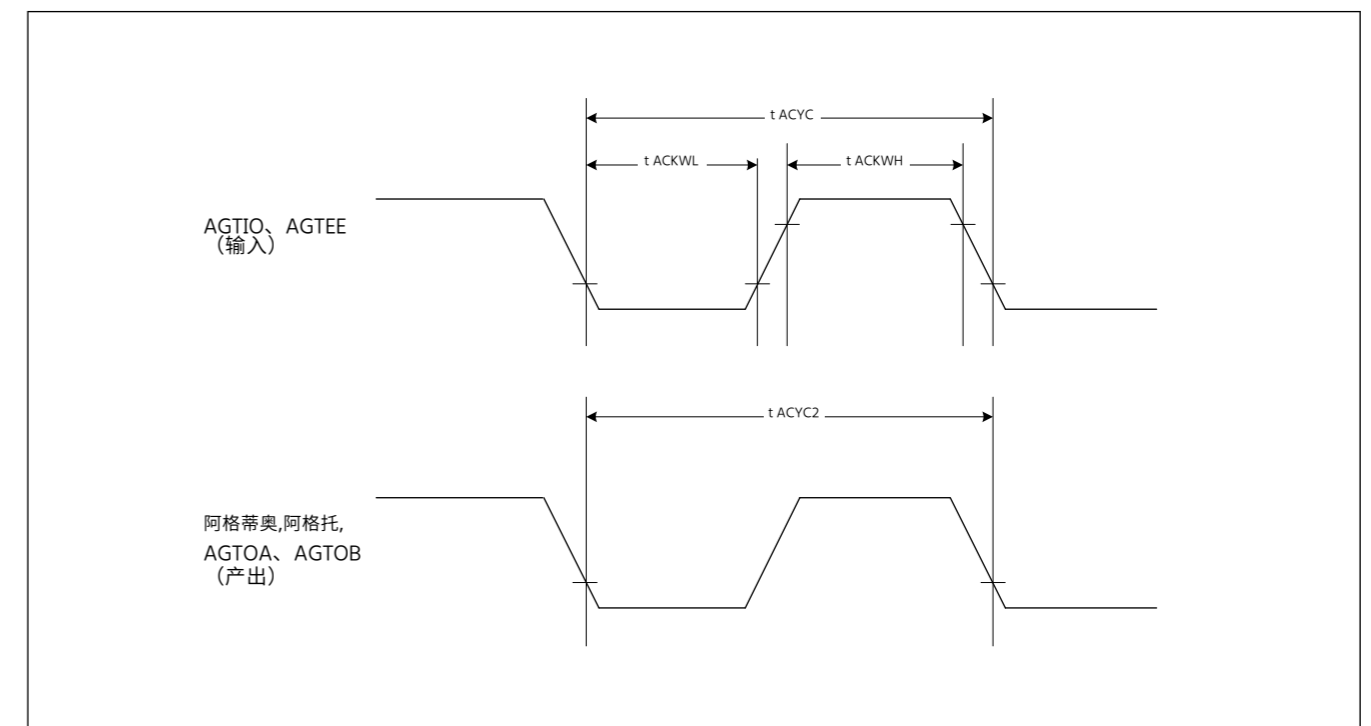 t ACYC
t ACKWL
t ACKWH
AGTIO、AGTEE
（输入）
t ACYC2
阿格蒂奥,阿格托,
AGTOA、AGTOB
（产出）